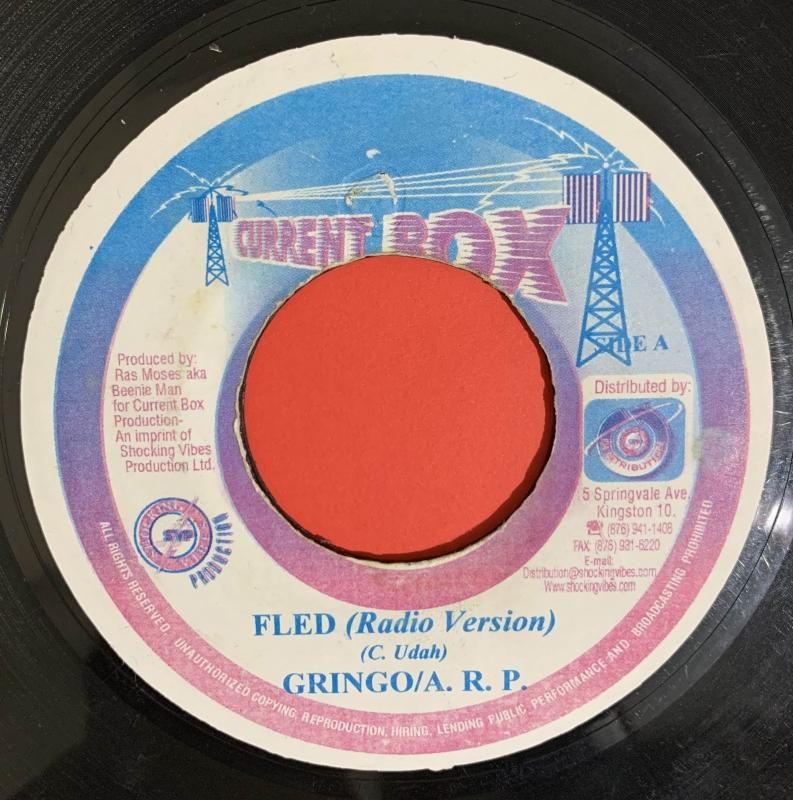 CURRENT BOX
SIDE A
Produced by:
Ras Moses aka
Beenie Man
for Current Box
Production-
An imprint of
Shocking Vibes
Production Ltd.
SVP
PRODUCTION
Distributed by:
DISTRIBUTION
5 Springvale Ave.
Kingston 10.
☎ (876) 941-1408
FAX: (876) 931-6220
E-mail:
Distribution@shockingvibes.com
Www.shockingvibes.com
FLED (Radio Version)
(C. Udah)
GRINGO/A. R. P.
ALL RIGHTS RESERVED. UNAUTHORIZED COPYING, REPRODUCTION, HIRING, LENDING PUBLIC PERFORMANCE AND BROADCASTING PROHIBITED.